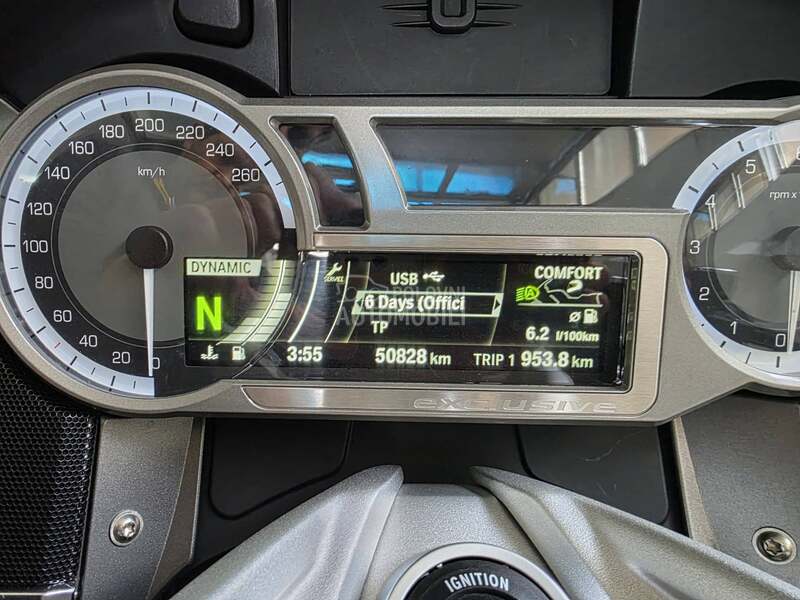 0 20 40 60 80 100 120 140 160 180 200 220 240 260
km/h
DYNAMIC
N
3:55
SERVICE
USB
6 Days (Offici
TP
50828 km
COMFORT
6.2 l/100km
TRIP 1 953.8 km
POLOVNI
AUTOMOBILI
exclusive
0 1 2 3 4 5
rpm x
IGNITION